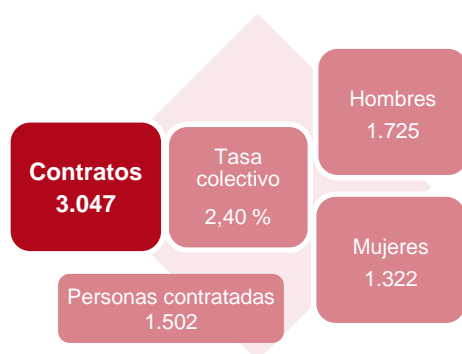 Contratos
3.047
Tasa
colectivo
2,40 %
Hombres
1.725
Mujeres
1.322
Personas contratadas
1.502